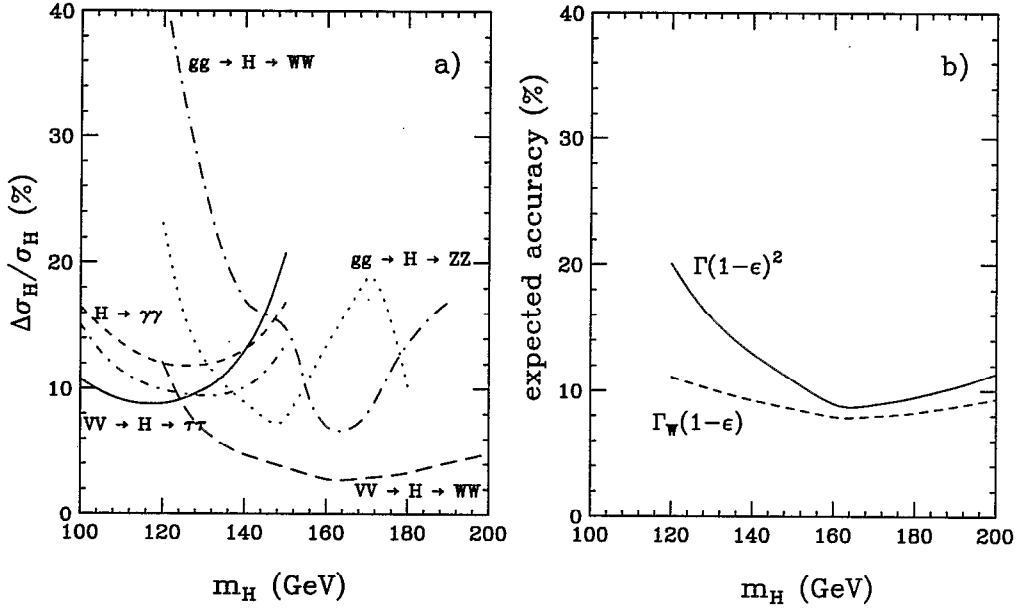 40
30
20
10
0
100
120
140
160
180
200
Δσ_H/σ_H (%)
m_H (GeV)
a)
gg → H → WW
gg → H → ZZ
H → γγ
VV → H → ττ
VV → H → WW
40
30
20
10
0
100
120
140
160
180
200
expected accuracy (%)
m_H (GeV)
b)
Γ(1-ϵ)²
Γ_W(1-ϵ)